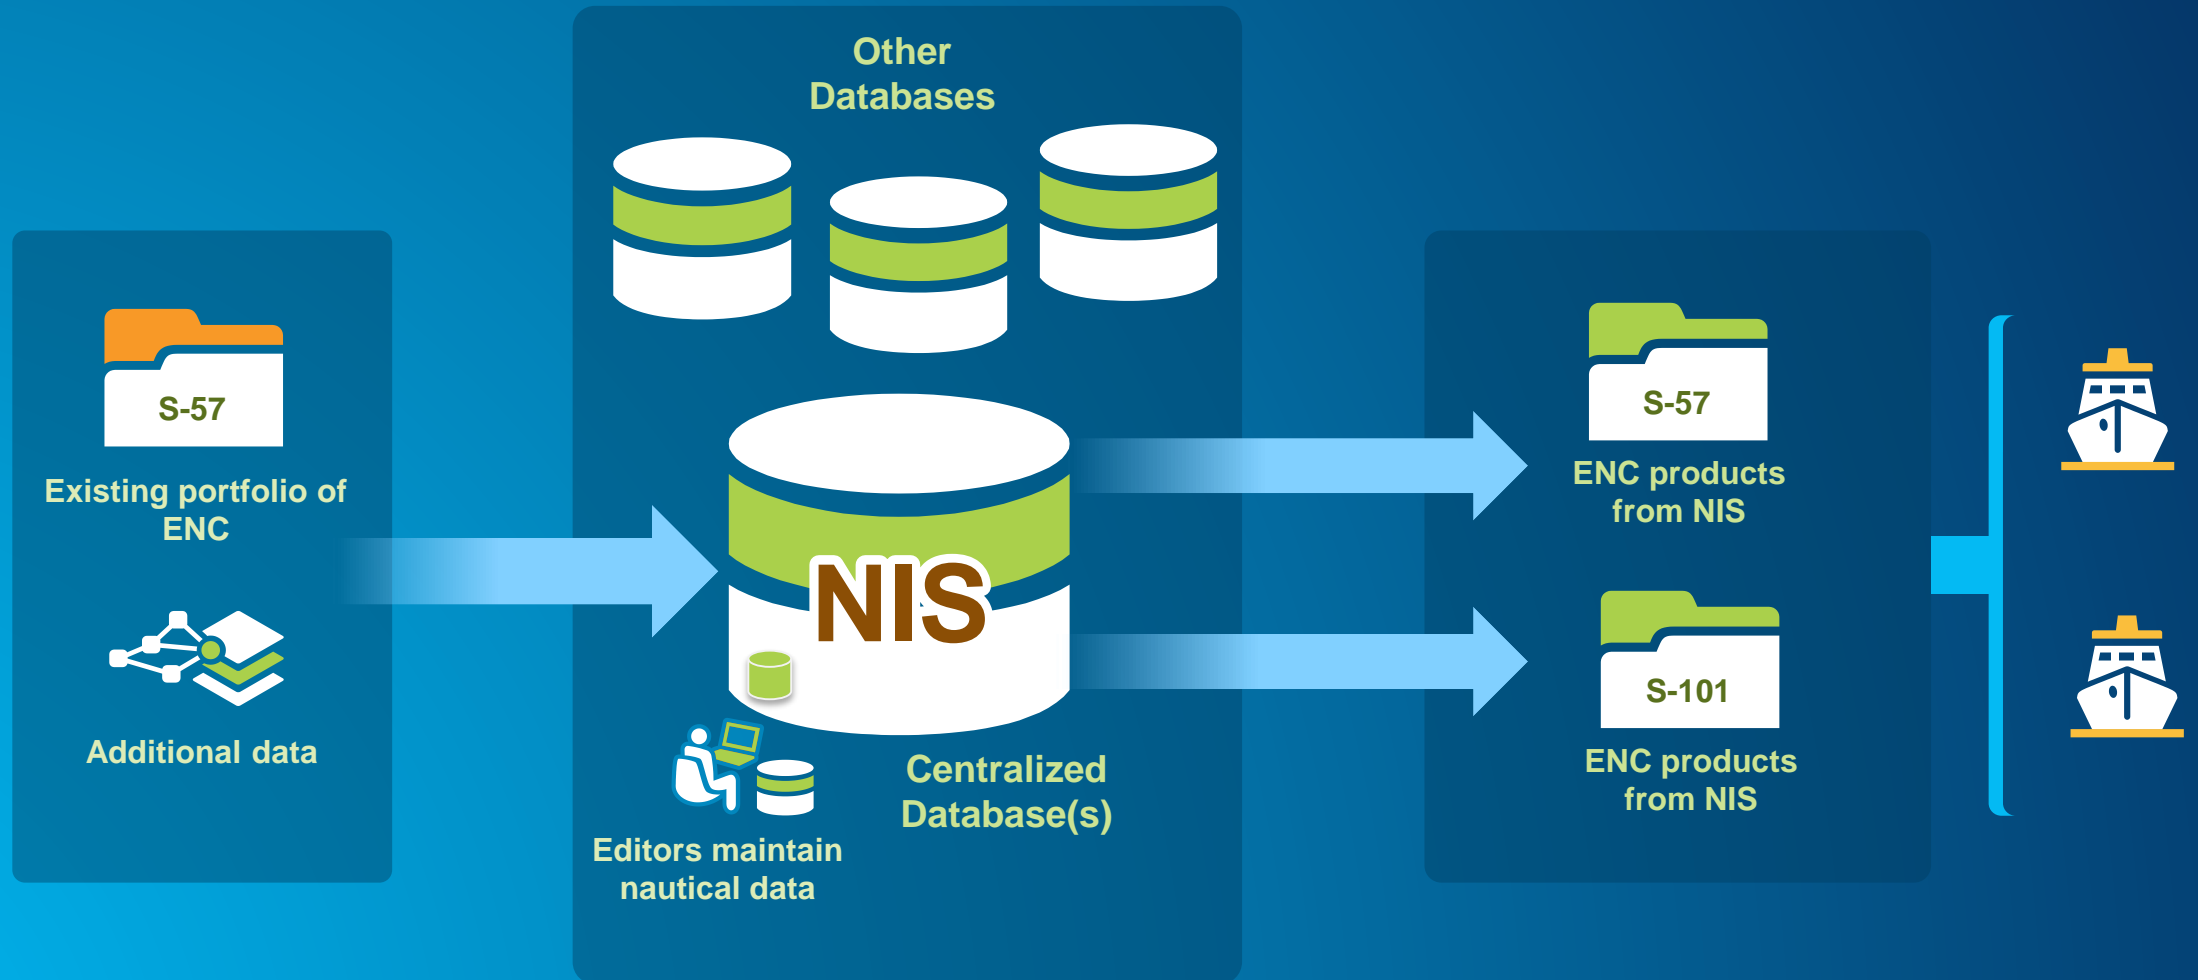 S-57
Existing portfolio of
ENC
Additional data
Other
Databases
NIS
Centralized
Database(s)
Editors maintain
nautical data
S-57
ENC products
from NIS
S-101
ENC products
from NIS